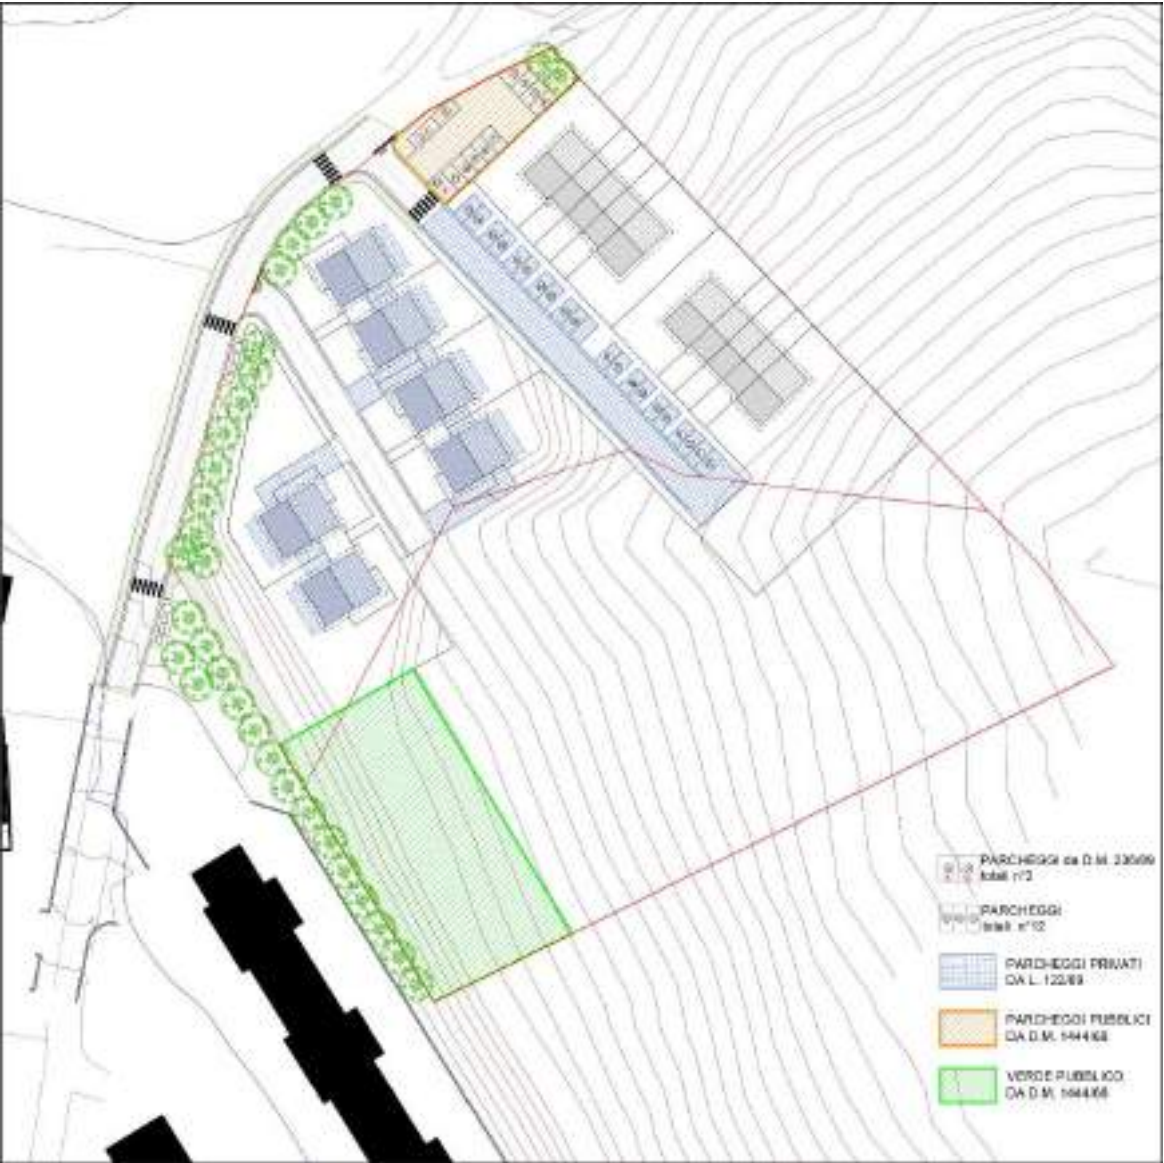 PARCHEGGI da D.M. 236/89
totali n°2
PARCHEGGI
totali n°12
PARCHEGGI PRIVATI
DA L. 122/89
PARCHEGGI PUBBLICI
DA D.M. 1444/68
VERDE PUBBLICO
DA D.M. 1444/68